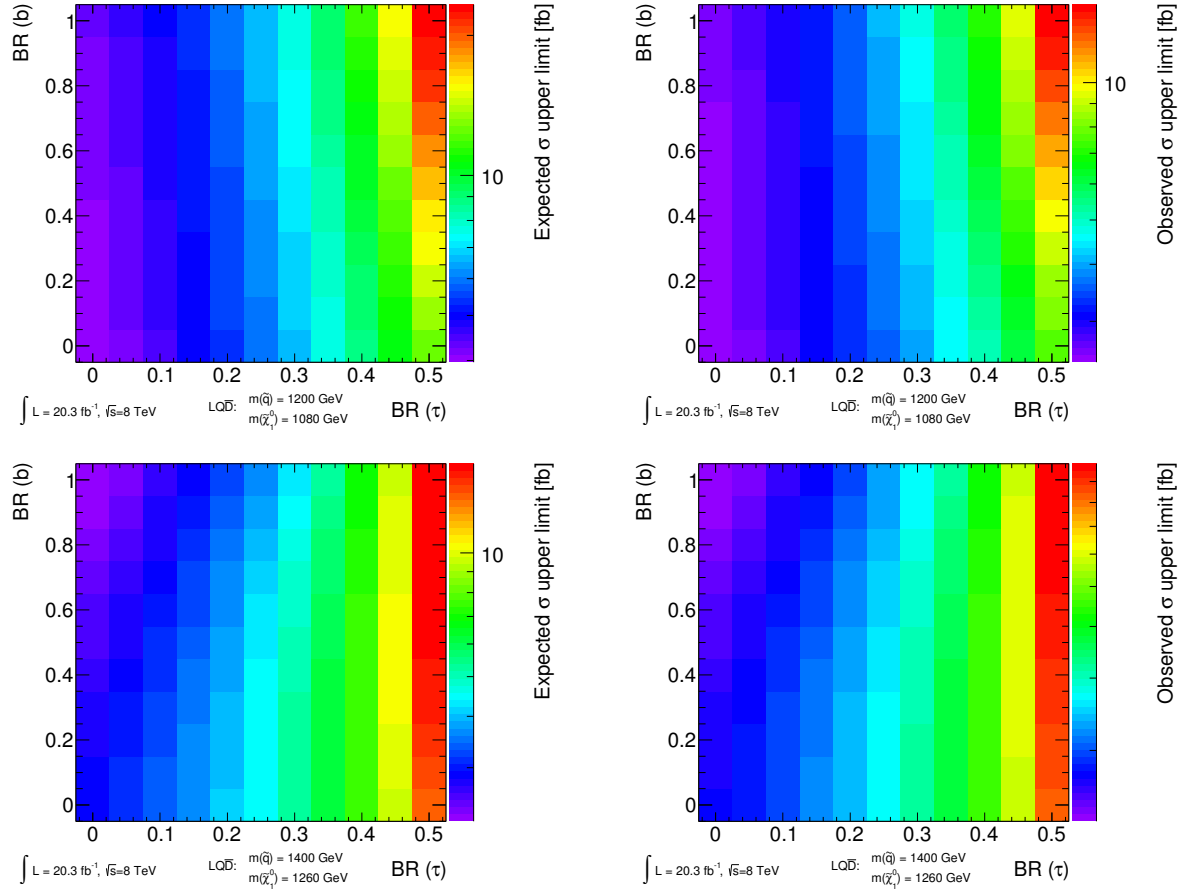 BR (b)
1
0.8
0.6
0.4
0.2
0
0 0.1 0.2 0.3 0.4 0.5
BR (τ)
10
Expected σ upper limit [fb]
∫ L = 20.3 fb⁻¹, √s=8 TeV
LQD̅: m(q̃) = 1200 GeV
m(χ̃⁰₁) = 1080 GeV
BR (b)
1
0.8
0.6
0.4
0.2
0
0 0.1 0.2 0.3 0.4 0.5
BR (τ)
10
Observed σ upper limit [fb]
∫ L = 20.3 fb⁻¹, √s=8 TeV
LQD̅: m(q̃) = 1200 GeV
m(χ̃⁰₁) = 1080 GeV
BR (b)
1
0.8
0.6
0.4
0.2
0
0 0.1 0.2 0.3 0.4 0.5
BR (τ)
10
Expected σ upper limit [fb]
∫ L = 20.3 fb⁻¹, √s=8 TeV
LQD̅: m(q̃) = 1400 GeV
m(χ̃⁰₁) = 1260 GeV
BR (b)
1
0.8
0.6
0.4
0.2
0
0 0.1 0.2 0.3 0.4 0.5
BR (τ)
Observed σ upper limit [fb]
∫ L = 20.3 fb⁻¹, √s=8 TeV
LQD̅: m(q̃) = 1400 GeV
m(χ̃⁰₁) = 1260 GeV